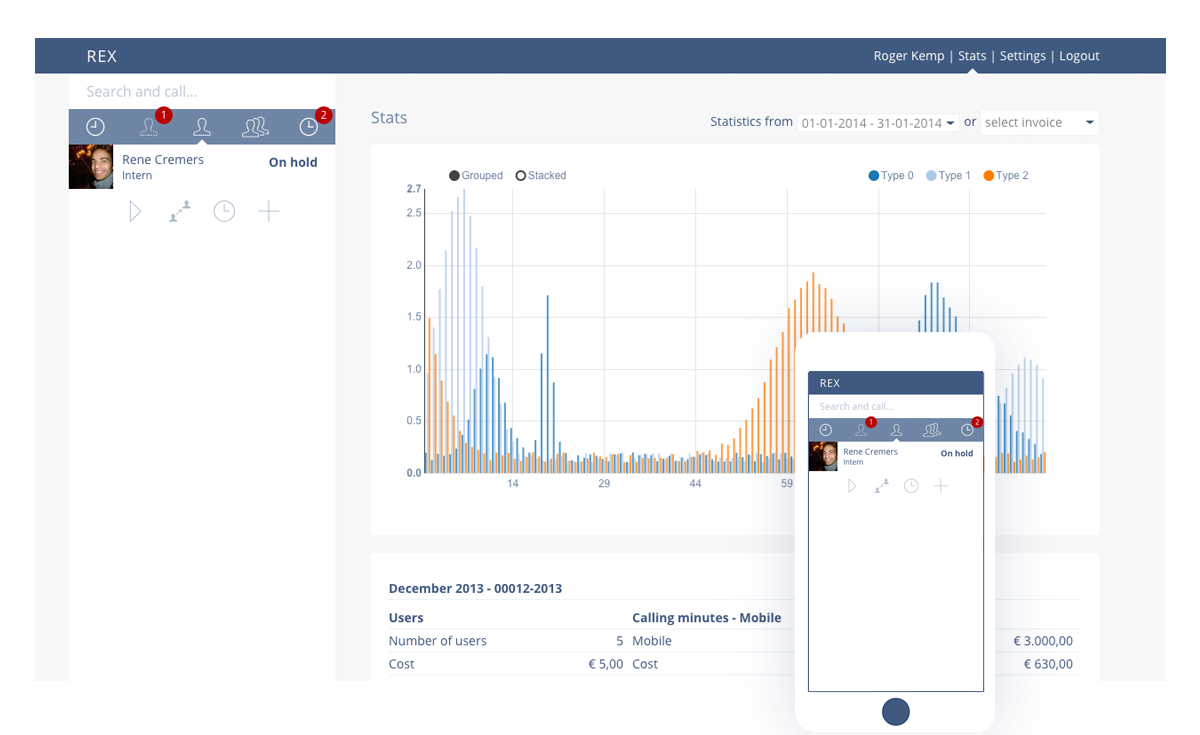 REX
Roger Kemp | Stats | Settings | Logout
Search and call...
1
2
Rene Cremers
Intern
On hold
Stats
Statistics from 01-01-2014 - 31-01-2014 or select invoice
Grouped Stacked
Type 0 Type 1 Type 2
2.7
2.5
2.0
1.5
1.0
0.5
0.0
14 29 44 59
December 2013 - 00012-2013
Users Calling minutes - Mobile
Number of users 5 Mobile € 3.000,00
Cost € 5,00 Cost € 630,00
REX
Search and call...
1
2
Rene Cremers
Intern
On hold